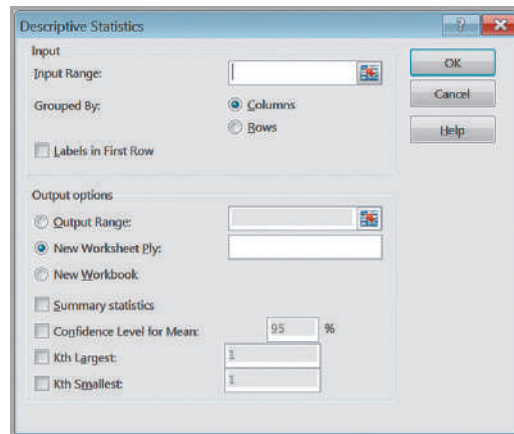 Descriptive Statistics
?
Input
Input Range:
Grouped By:
Columns
Rows
Labels in First Row
OK
Cancel
Help
Output options
Output Range:
New Worksheet Ply:
New Workbook
Summary statistics
Confidence Level for Mean: 95 %
Kth Largest: 1
Kth Smallest: 1